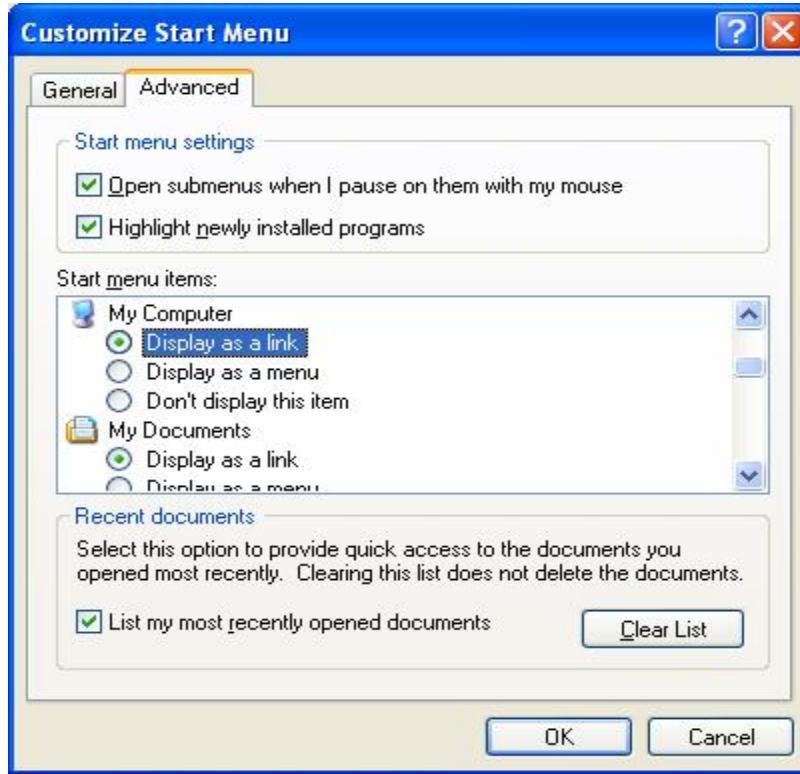 Customize Start Menu
General
Advanced
Start menu settings
Open submenus when I pause on them with my mouse
Highlight newly installed programs
Start menu items:
My Computer
Display as a link
Display as a menu
Don't display this item
My Documents
Display as a link
Display as a menu
Recent documents
Select this option to provide quick access to the documents you
opened most recently. Clearing this list does not delete the documents.
List my most recently opened documents
Clear List
OK
Cancel